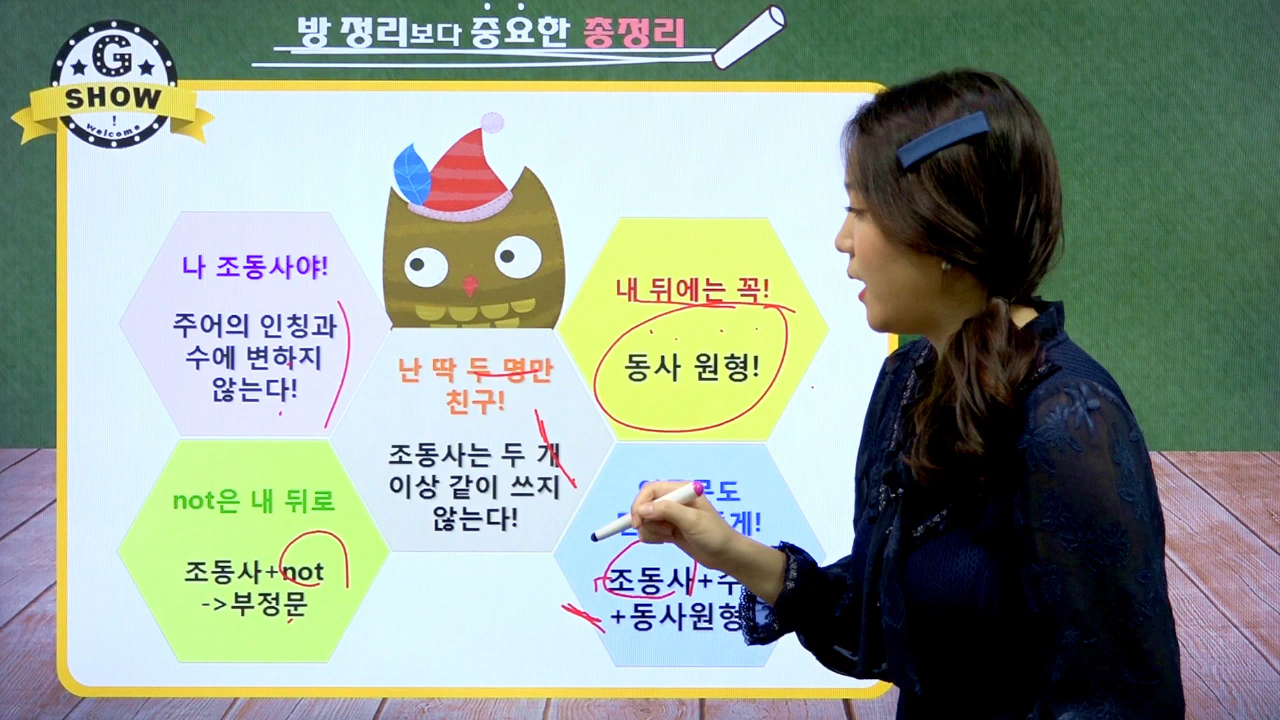 방 정리보다 중요한 총정리
G
SHOW
!
welcome
나 조동사야!
주어의 인칭과
수에 변하지
않는다!
난 딱 두 명만
친구!
조동사는 두 개
이상 같이 쓰지
않는다!
내 뒤에는 꼭!
동사 원형!
not은 내 뒤로
조동사+not
->부정문
게!
조동사+주
+동사원형